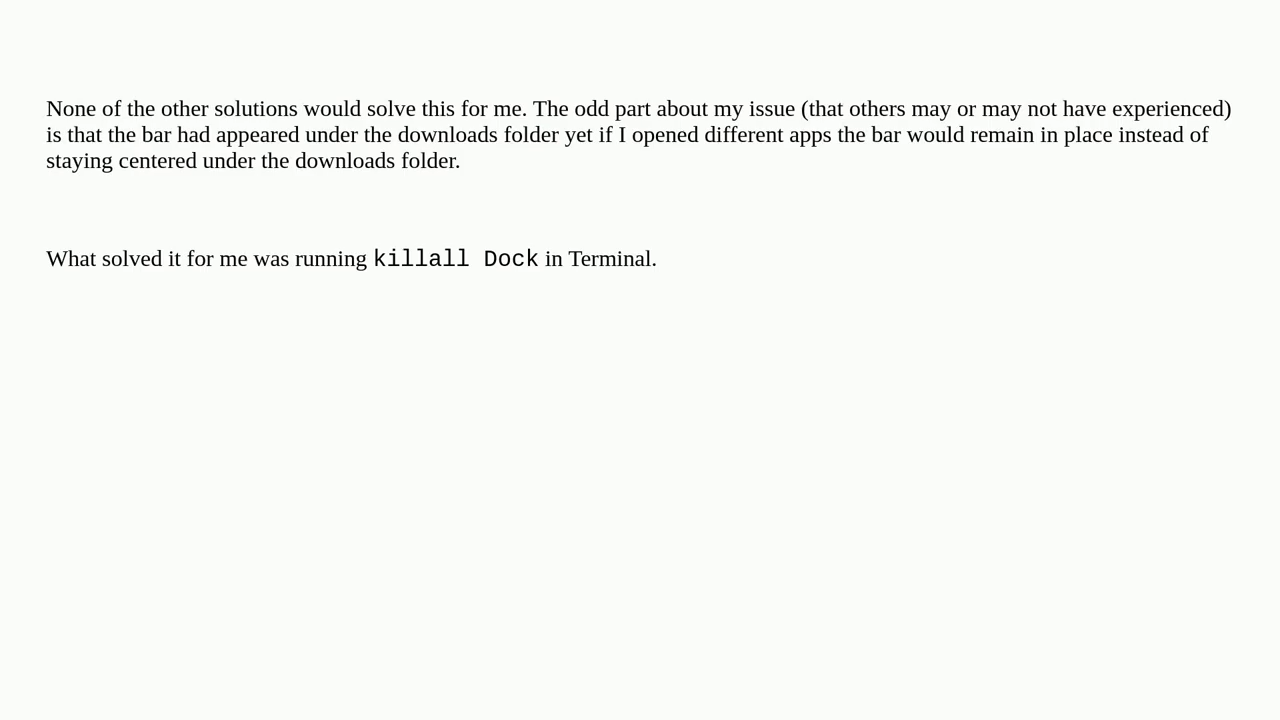 None of the other solutions would solve this for me. The odd part about my issue (that others may or may not have experienced)
is that the bar had appeared under the downloads folder yet if I opened different apps the bar would remain in place instead of
staying centered under the downloads folder.
What solved it for me was running killall Dock in Terminal.